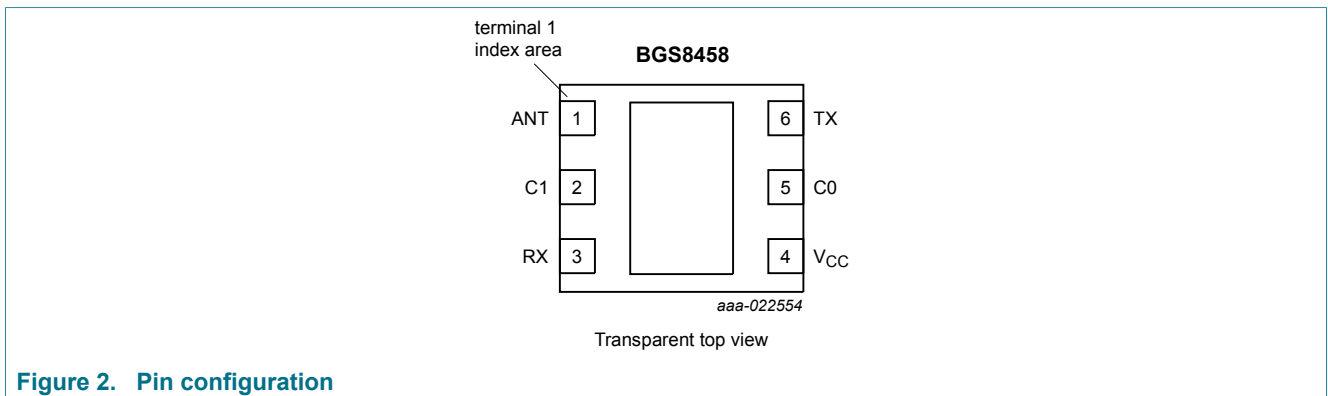 terminal 1
index area
BGS8458
ANT 1 6 TX
C1 2 5 C0
RX 3 4 VCC
aaa-022554
Transparent top view
Figure 2. Pin configuration